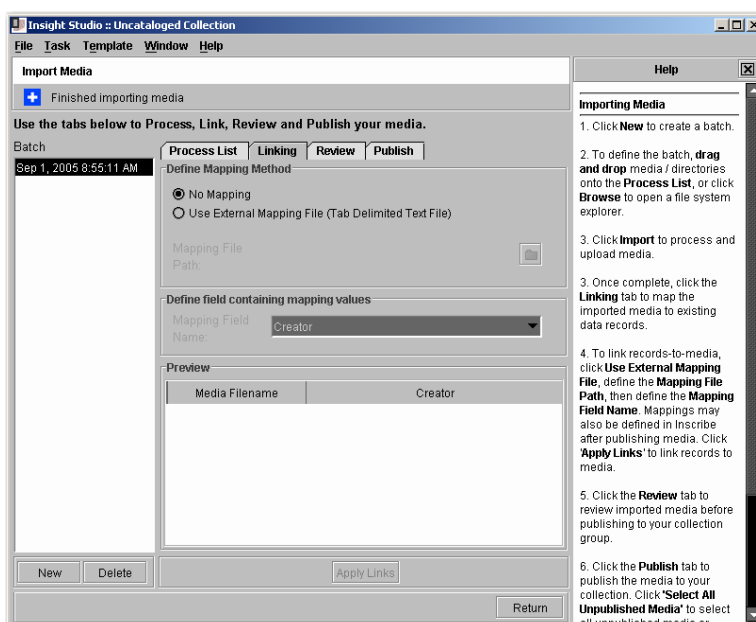 Insight Studio :: Uncataloged Collection
File Task Template Window Help
Import Media
Finished importing media
Use the tabs below to Process, Link, Review and Publish your media.
Batch
Sep 1, 2005 8:55:11 AM
New Delete
Process List Linking Review Publish
Define Mapping Method
No Mapping
Use External Mapping File (Tab Delimited Text File)
Mapping File
Path:
Define field containing mapping values
Mapping Field
Name:
Creator
Preview
Media Filename Creator
Apply Links
Return
Help
Importing Media
1. Click New to create a batch.
2. To define the batch, drag
and drop media / directories
onto the Process List, or click
Browse to open a file system
explorer.
3. Click Import to process and
upload media.
3. Once complete, click the
Linking tab to map the
imported media to existing
data records.
4. To link records-to-media,
click Use External Mapping
File, define the Mapping File
Path, then define the Mapping
Field Name. Mappings may
also be defined in Inscribe
after publishing media. Click
'Apply Links' to link records to
media.
5. Click the Review tab to
review imported media before
publishing to your collection
group.
6. Click the Publish tab to
publish the media to your
collection. Click 'Select All
Unpublished Media' to select
all unpublished media or